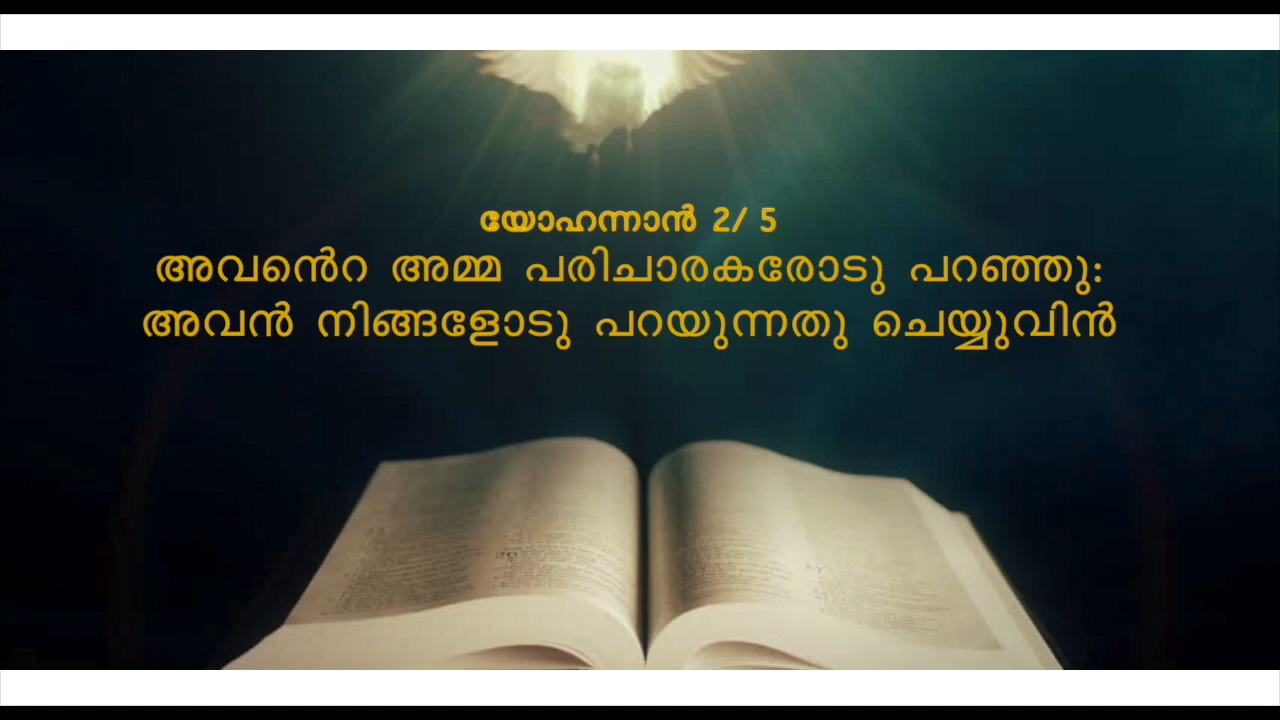 യോഹന്നാൻ 2/ 5
അവൻെറ അമ്മ പരിചാരകരോടു പറഞ്ഞു:
അവൻ നിങ്ങളോടു പറയുന്നതു ചെയ്യുവിൻ